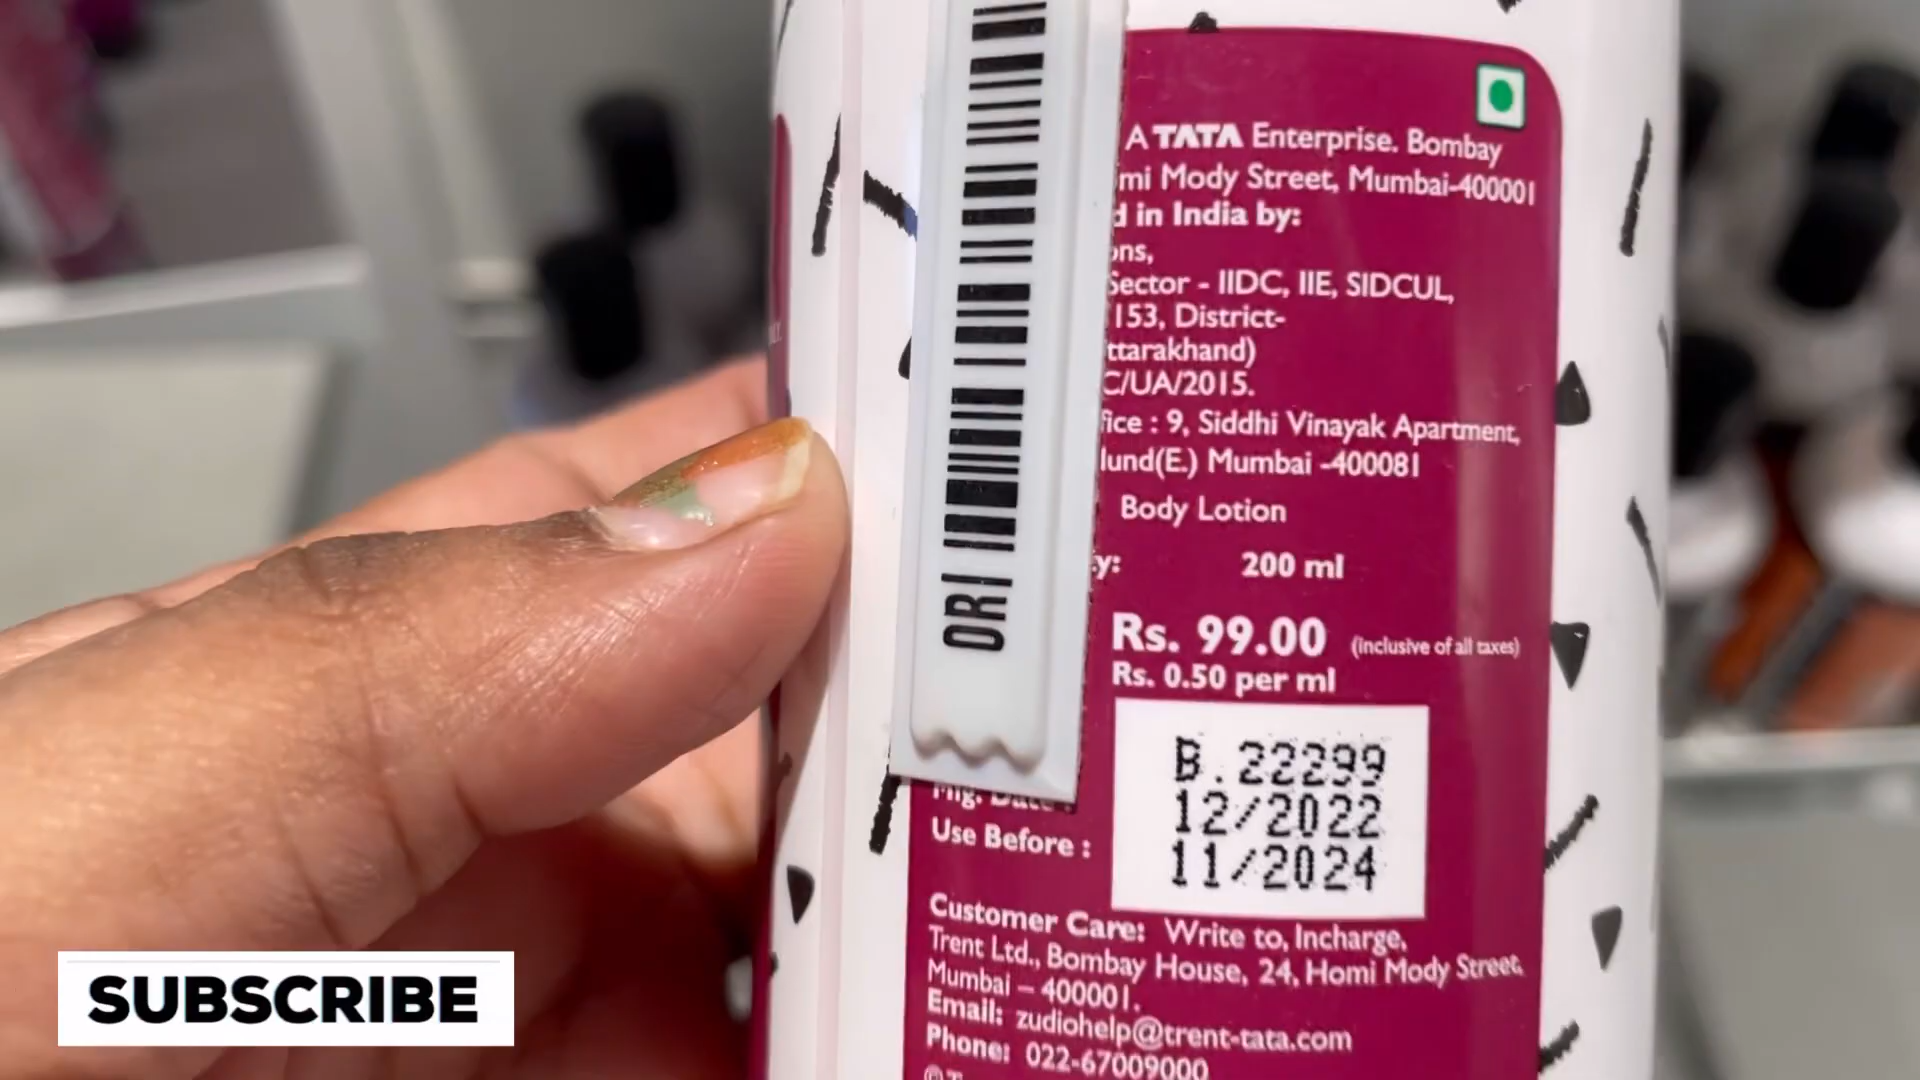 A TATA Enterprise. Bombay
mi Mody Street, Mumbai-400001
d in India by:
ons,
Sector - IIDC, IIE, SIDCUL,
153, District-
ttarakhand)
C/UA/2015.
fice : 9, Siddhi Vinayak Apartment,
lund(E.) Mumbai -400081
Body Lotion
y: 200 ml
Rs. 99.00 (inclusive of all taxes)
Rs. 0.50 per ml
ORI
B.22299
Mfg. Date : 12/2022
Use Before : 11/2024
Customer Care: Write to, Incharge,
Trent Ltd., Bombay House, 24, Homi Mody Street,
Mumbai – 400001.
Email: zudiohelp@trent-tata.com
Phone: 022-67009000
SUBSCRIBE